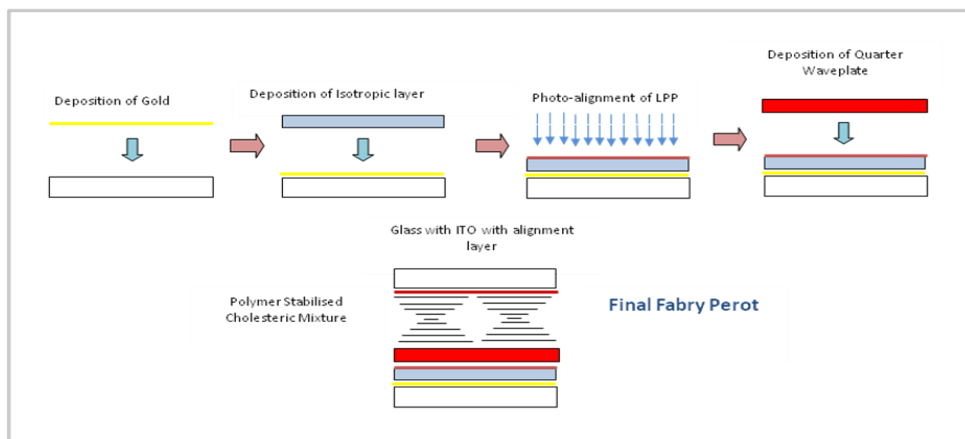 Deposition of Gold
Deposition of Isotropic layer
Photo-alignment of LPP
Deposition of Quarter
Waveplate
Glass with ITO with alignment
layer
Polymer Stabilised
Cholesteric Mixture
Final Fabry Perot